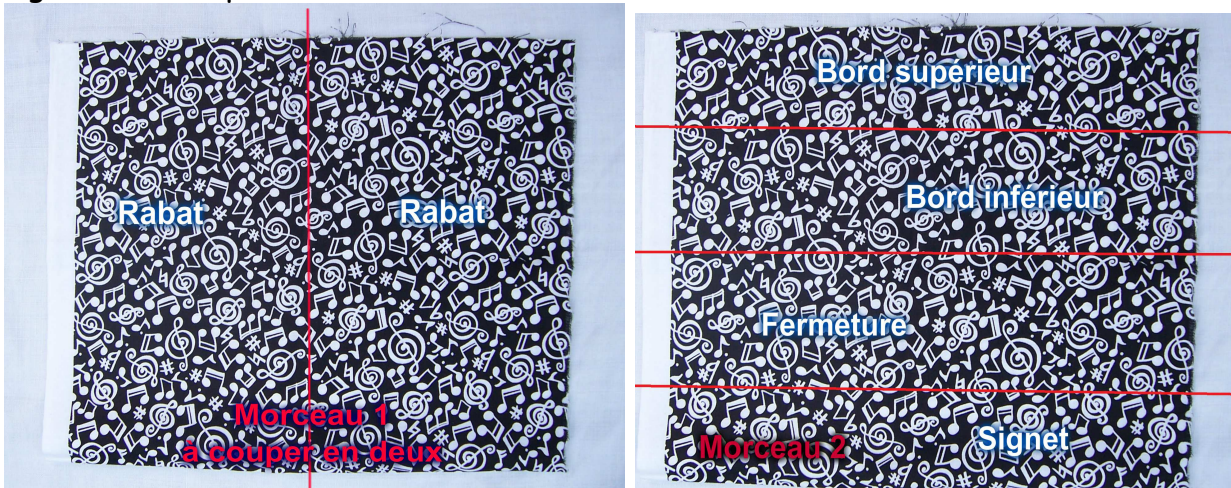 Rabat
Rabat
Morceau 1
à couper en deux
Bord supérieur
Bord inférieur
Fermeture
Morceau 2
Signet